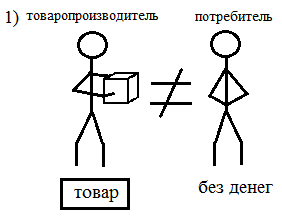 1) товаропроизводитель потребитель
≠
товар без денег